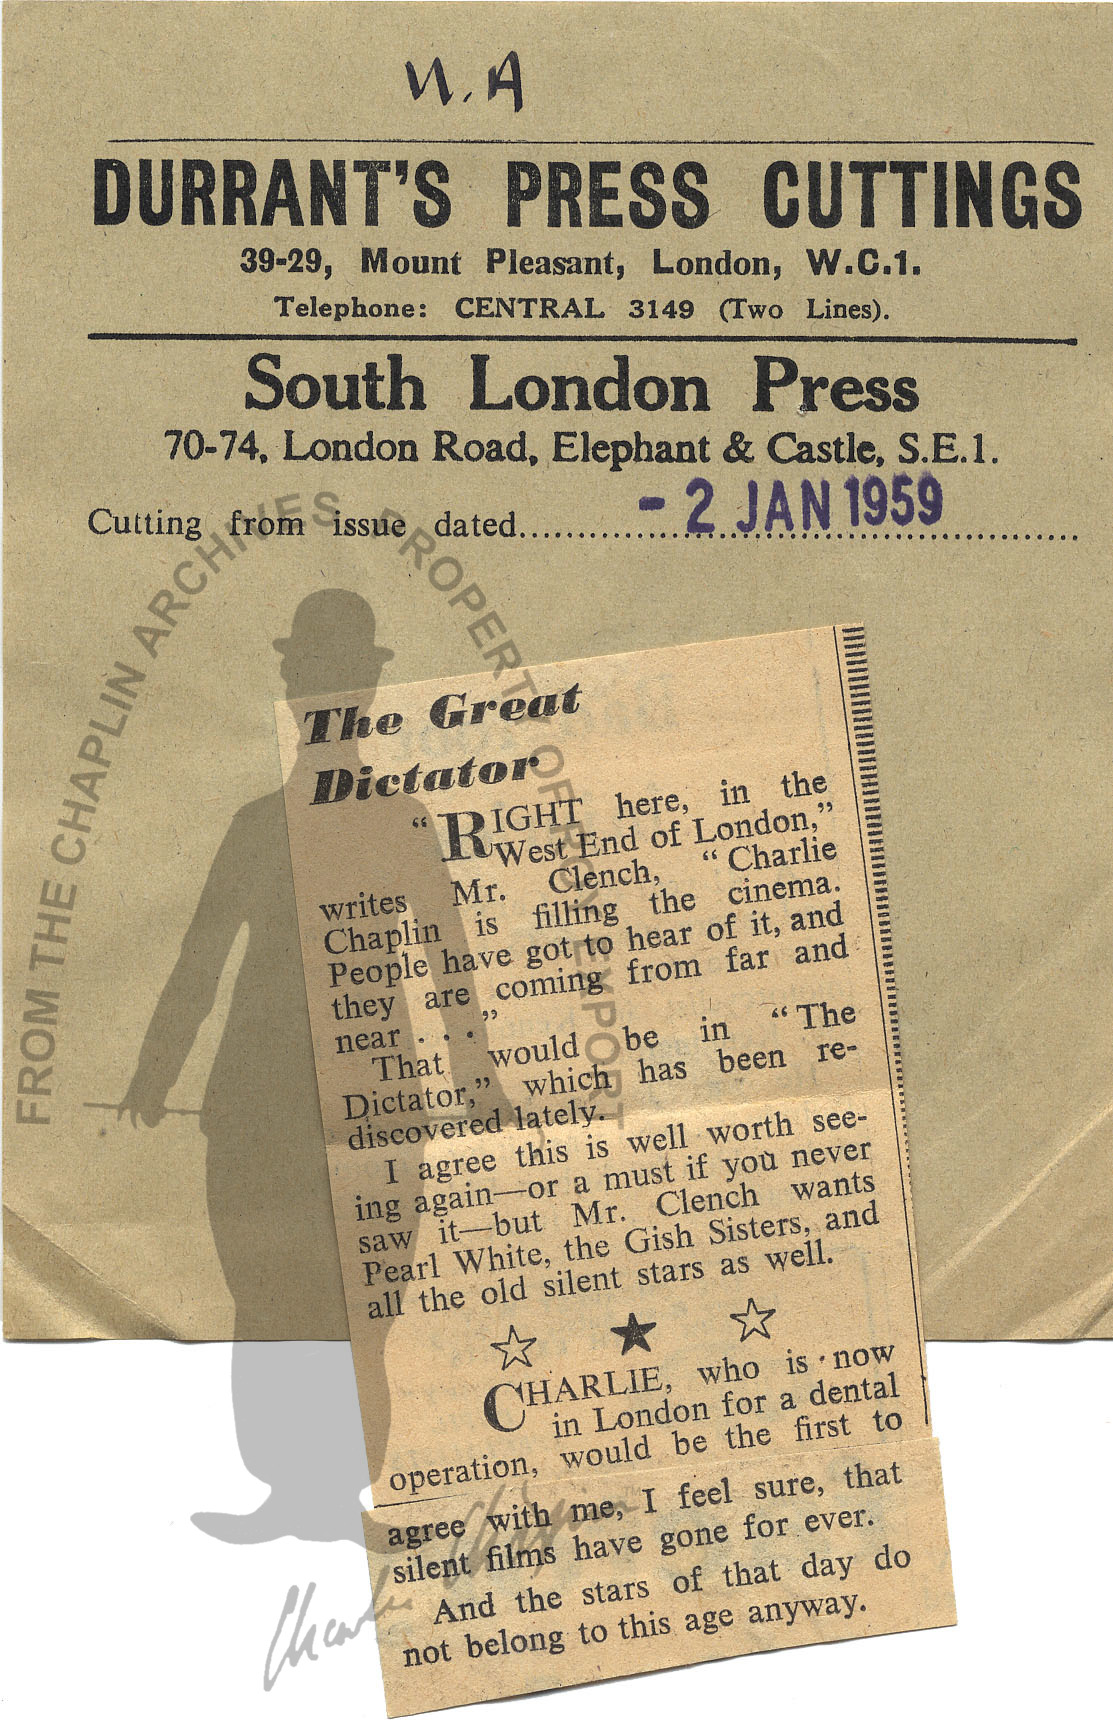 U.A
DURRANT'S PRESS CUTTINGS
39-29, Mount Pleasant, London, W.C.1.
Telephone: CENTRAL 3149 (Two Lines).
South London Press
70-74, London Road, Elephant & Castle, S.E.1.
Cutting from issue dated - 2 JAN 1959
FROM THE CHAPLIN ARCHIVES PROPERTY OF ROY EXPORT
The Great
Dictator
"RIGHT here, in the
West End of London,"
writes Mr. Clench, "Charlie
Chaplin is filling the cinema.
People have got to hear of it, and
they are coming from far and
near . . ."
That would be in "The
Dictator," which has been re-
discovered lately.
I agree this is well worth see-
ing again—or a must if you never
saw it—but Mr. Clench wants
Pearl White, the Gish Sisters, and
all the old silent stars as well.
CHARLIE, who is now
in London for a dental
operation, would be the first to
agree with me, I feel sure, that
silent films have gone for ever.
And the stars of that day do
not belong to this age anyway.
Charlie Chaplin